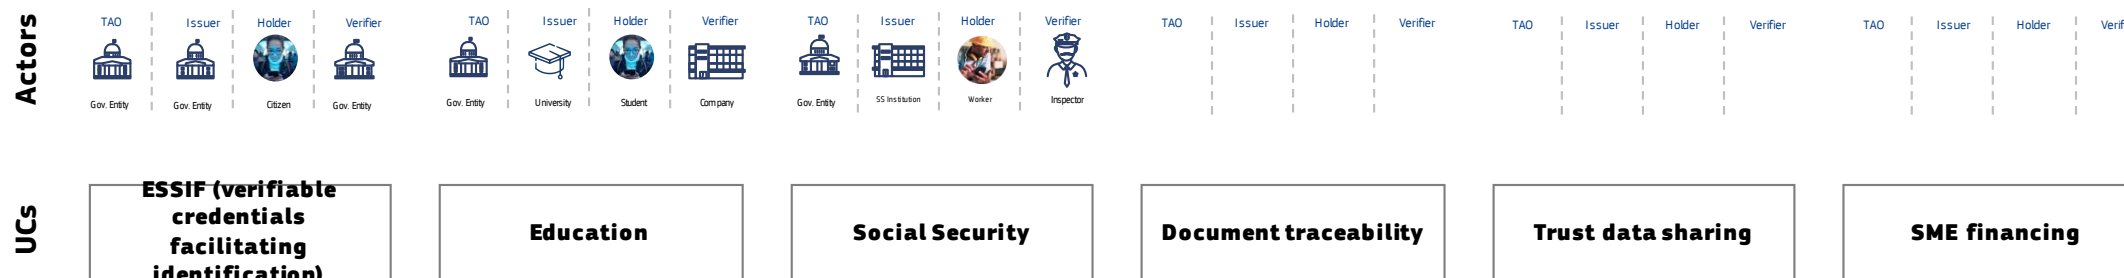 Actors
TAO Issuer Holder Verifier
Gov. Entity Gov. Entity Citizen Gov. Entity
TAO Issuer Holder Verifier
Gov. Entity University Student Company
TAO Issuer Holder Verifier
Gov. Entity SS Institution Worker Inspector
TAO Issuer Holder Verifier
TAO Issuer Holder Verifier
TAO Issuer Holder Verif
UCs
ESSIF (verifiable
credentials
facilitating
identification)
Education
Social Security
Document traceability
Trust data sharing
SME financing